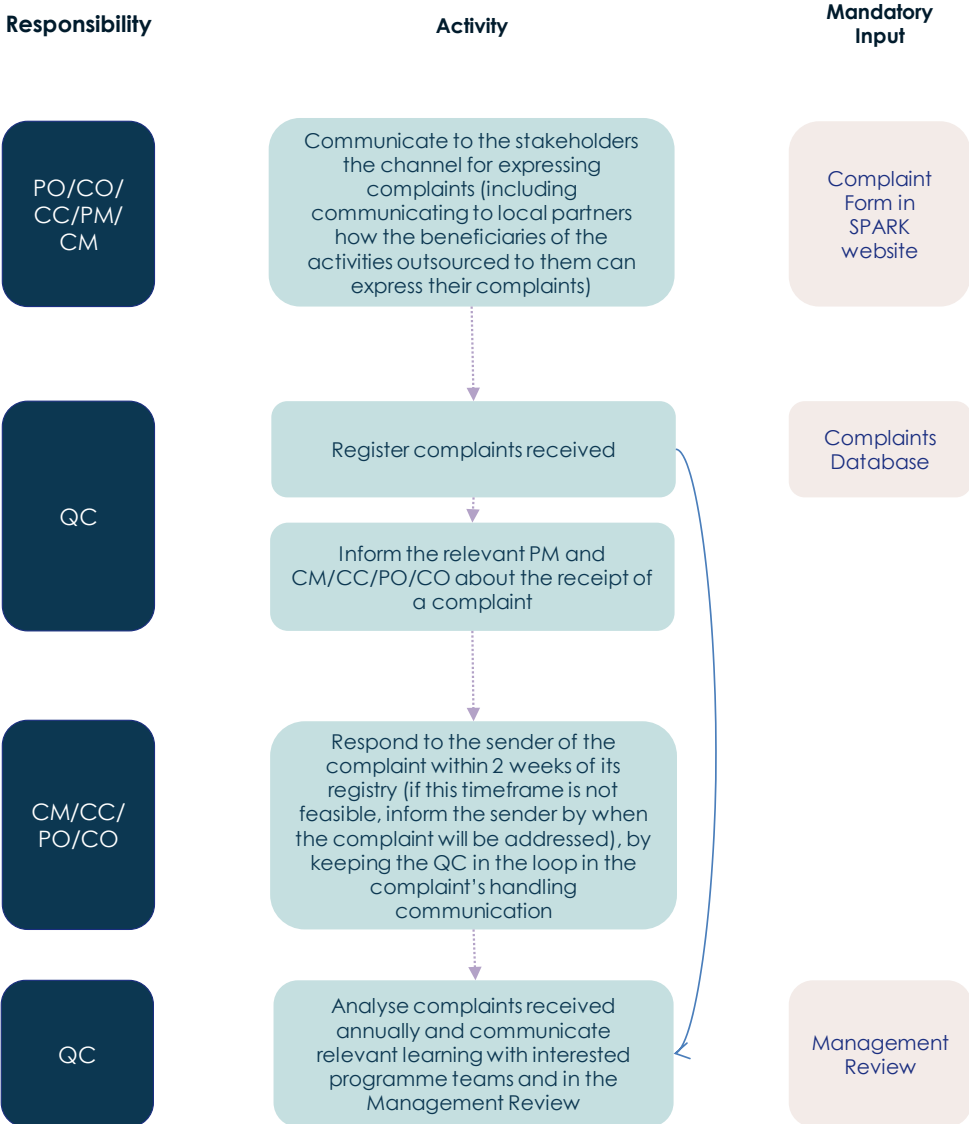 Responsibility
Activity
Mandatory
Input
PO/CO/
CC/PM/
CM
Communicate to the stakeholders
the channel for expressing
complaints (including
communicating to local partners
how the beneficiaries of the
activities outsourced to them can
express their complaints)
Complaint
Form in
SPARK
website
QC
Register complaints received
Complaints
Database
Inform the relevant PM and
CM/CC/PO/CO about the receipt of
a complaint
CM/CC/
PO/CO
Respond to the sender of the
complaint within 2 weeks of its
registry (if this timeframe is not
feasible, inform the sender by when
the complaint will be addressed), by
keeping the QC in the loop in the
complaint’s handling
communication
QC
Analyse complaints received
annually and communicate
relevant learning with interested
programme teams and in the
Management Review
Management
Review